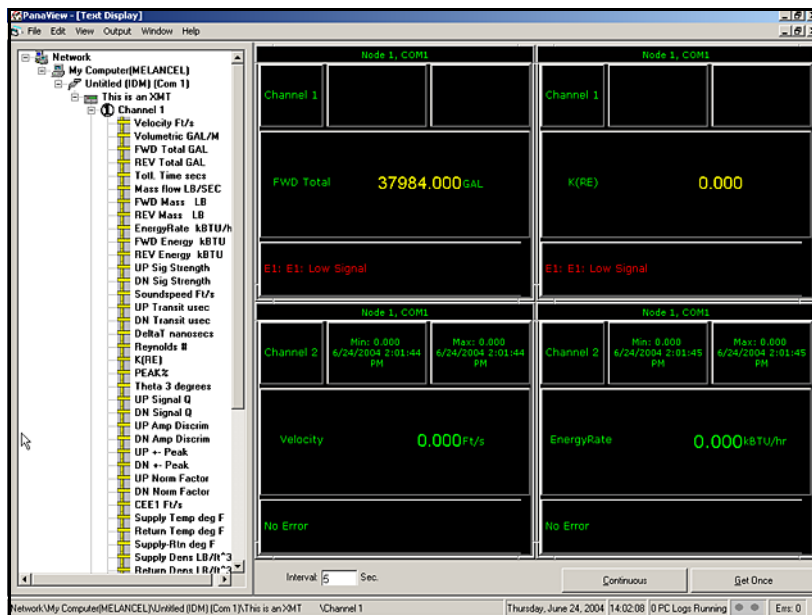 PanaView - [Text Display]
File Edit View Output Window Help
Network
My Computer(MELANCEL)
Untitled (IDM) (Com 1)
This is an XMT
1 Channel 1
Velocity Ft/s
Volumetric GAL/M
FWD Total GAL
REV Total GAL
Totl. Time secs
Mass flow LB/SEC
FWD Mass LB
REV Mass LB
EnergyRate kBTU/h
FWD Energy kBTU
REV Energy kBTU
UP Sig Strength
DN Sig Strength
Soundspeed Ft/s
UP Transit usec
DN Transit usec
DeltaT nanosecs
Reynolds #
K(RE)
PEAK%
Theta 3 degrees
UP Signal Q
DN Signal Q
UP Amp Discrim
DN Amp Discrim
UP +- Peak
DN +- Peak
UP Norm Factor
DN Norm Factor
CEE1 Ft/s
Supply Temp deg F
Return Temp deg F
Supply-Rtn deg F
Supply Dens LB/ft^3
Return Dens LB/ft^3
Node 1, COM1
Channel 1
FWD Total 37984.000 GAL
E1: E1: Low Signal
Node 1, COM1
Channel 1
K(RE) 0.000
E1: E1: Low Signal
Node 1, COM1
Channel 2
Min: 0.000
6/24/2004 2:01:44
PM
Max: 0.000
6/24/2004 2:01:44
PM
Velocity 0.000 Ft/s
No Error
Node 1, COM1
Channel 2
Min: 0.000
6/24/2004 2:01:45
PM
Max: 0.000
6/24/2004 2:01:45
PM
EnergyRate 0.000 kBTU/hr
No Error
Interval: 5 Sec.
Continuous
Get Once
Network\My Computer(MELANCEL)\Untitled (IDM) (Com 1)\This is an XMT \Channel 1
Thursday, June 24, 2004 14:02:08 0 PC Logs Running Errs: 0